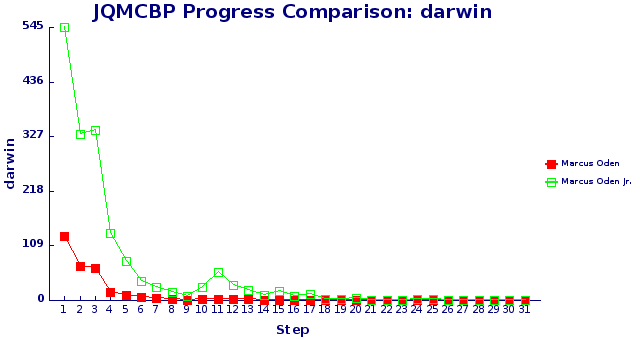 JQMCBP Progress Comparison: darwin
545
436
327
218
109
0
darwin
1 2 3 4 5 6 7 8 9 10 11 12 13 14 15 16 17 18 19 20 21 22 23 24 25 26 27 28 29 30 31
Step
Marcus Oden
Marcus Oden Jr.